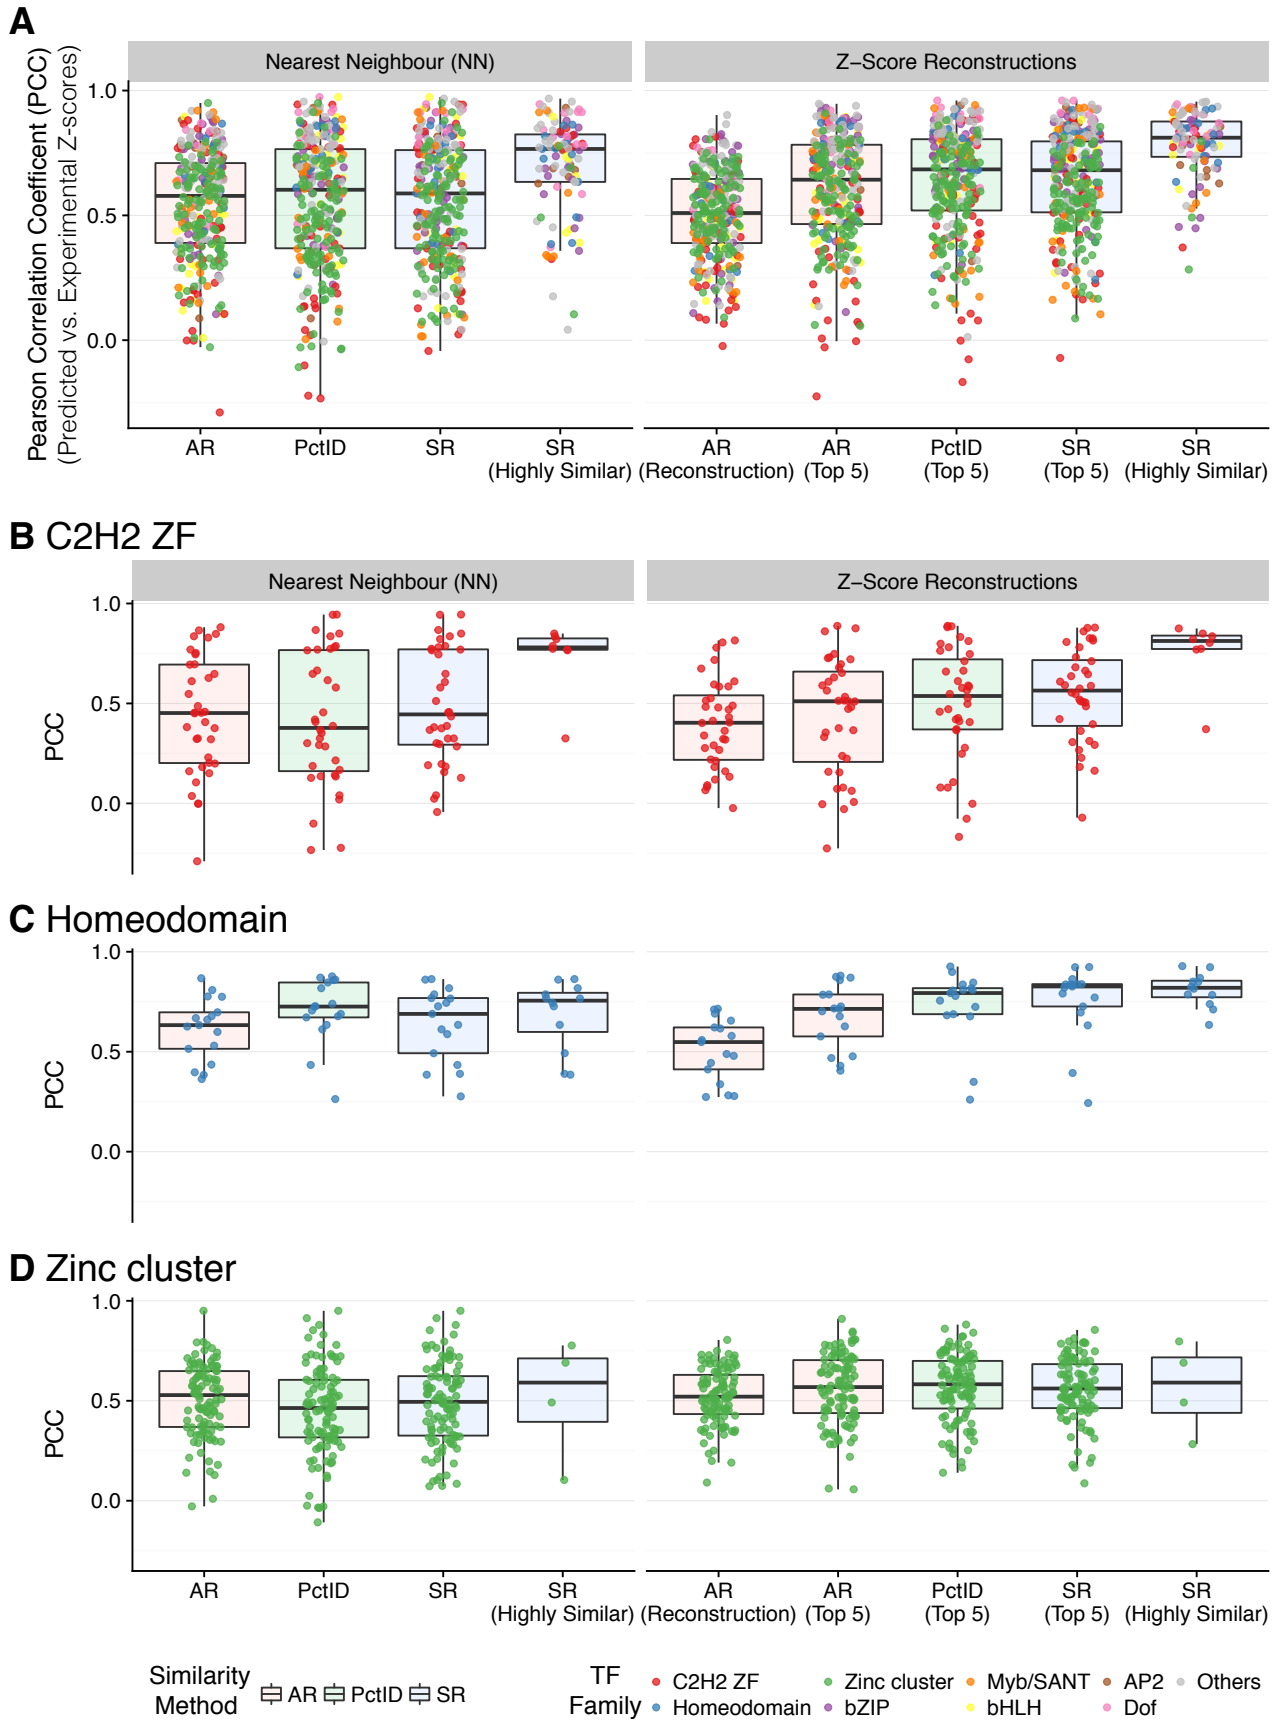 A
Nearest Neighbour (NN)
Z−Score Reconstructions
Pearson Correlation Coefficent (PCC)
(Predicted vs. Experimental Z-scores)
1.0
0.5
0.0
AR
PctID
SR
SR
(Highly Similar)
AR
(Reconstruction)
AR
(Top 5)
PctID
(Top 5)
SR
(Top 5)
SR
(Highly Similar)
B C2H2 ZF
Nearest Neighbour (NN)
Z−Score Reconstructions
PCC
1.0
0.5
0.0
C Homeodomain
PCC
1.0
0.5
0.0
D Zinc cluster
PCC
1.0
0.5
0.0
AR
PctID
SR
SR
(Highly Similar)
AR
(Reconstruction)
AR
(Top 5)
PctID
(Top 5)
SR
(Top 5)
SR
(Highly Similar)
Similarity
Method
AR
PctID
SR
TF
Family
C2H2 ZF
Zinc cluster
Myb/SANT
AP2
Others
Homeodomain
bZIP
bHLH
Dof